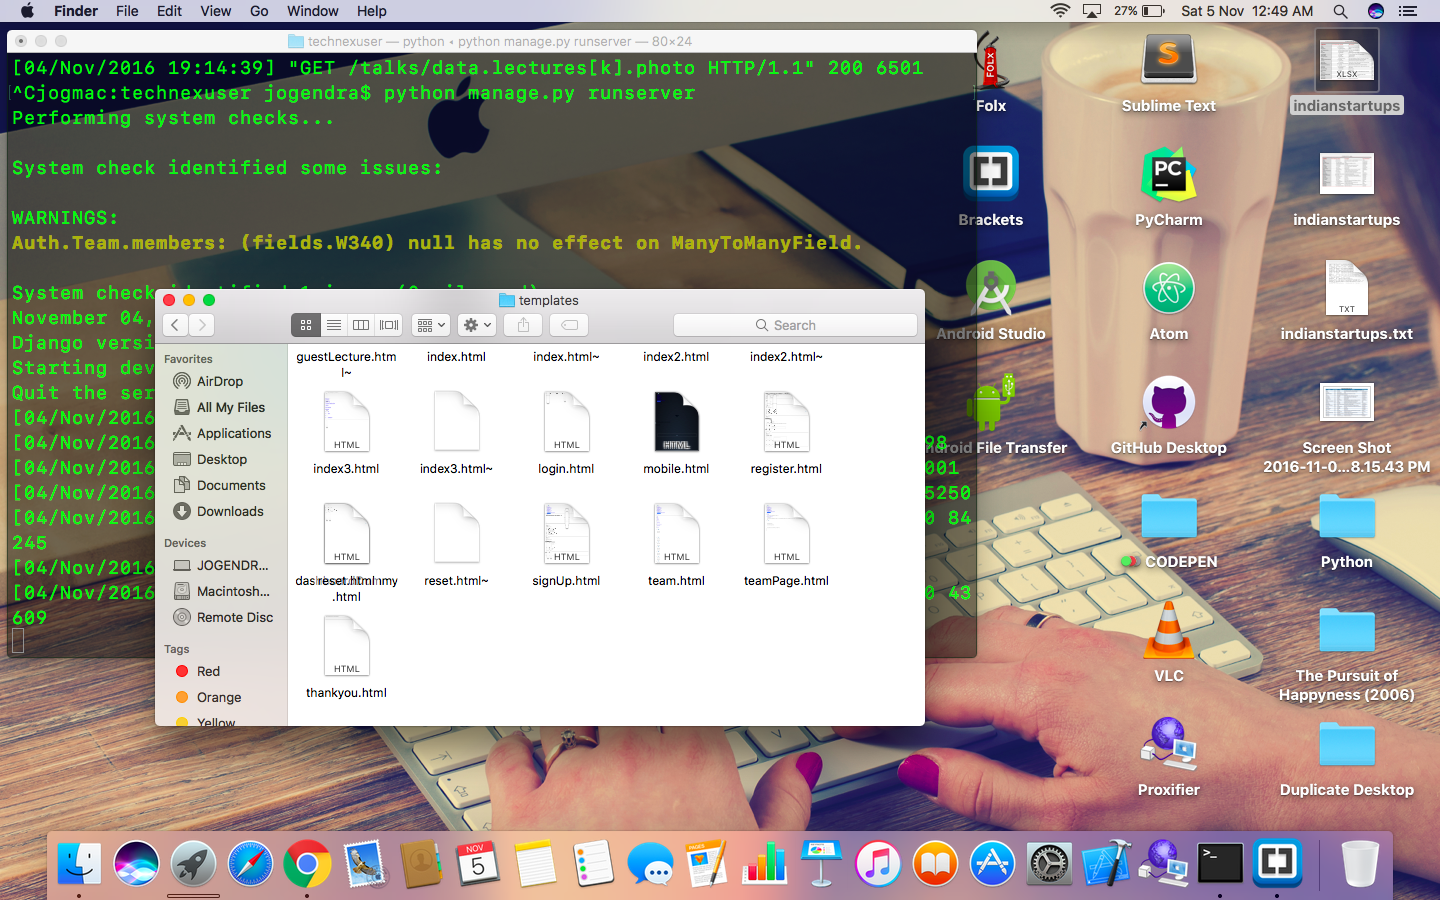 Finder File Edit View Go Window Help 27% Sat 5 Nov 12:49 AM
technexuser — python • python manage.py runserver — 80×24
[04/Nov/2016 19:14:39] "GET /talks/data.lectures[k].photo HTTP/1.1" 200 6501
^Cjogmac:technexuser jogendra$ python manage.py runserver
Performing system checks...
System check identified some issues:
WARNINGS:
Auth.Team.members: (fields.W340) null has no effect on ManyToManyField.
System check
November 04,
Django versi
Starting dev
Quit the ser
[04/Nov/2016
[04/Nov/2016 98
[04/Nov/2016 001
[04/Nov/2016 5250
[04/Nov/2016 0 84
245
[04/Nov/2016
[04/Nov/2016 0 43
609
templates
Search
Favorites
AirDrop
All My Files
Applications
Desktop
Documents
Downloads
Devices
JOGENDR...
Macintosh...
Remote Disc
Tags
Red
Orange
Yellow
guestLecture.htm
l~
index.html
index.html~
index2.html
index2.html~
HTML HTML HTML HTML
index3.html
index3.html~
login.html
mobile.html
register.html
HTML HTML HTML HTML
reset.html
my
.html
reset.html~
signUp.html
team.html
teamPage.html
HTML
thankyou.html
FOLX
Folx
S
Sublime Text
XLSX
indianstartups
Brackets
PC
PyCharm
indianstartups
Android Studio
Atom
TXT
indianstartups.txt
Android File Transfer
GitHub Desktop
Screen Shot
2016-11-0...8.15.43 PM
CODEPEN
Python
VLC
The Pursuit of
Happyness (2006)
Proxifier
Duplicate Desktop
NOV
5
PAGES
>_